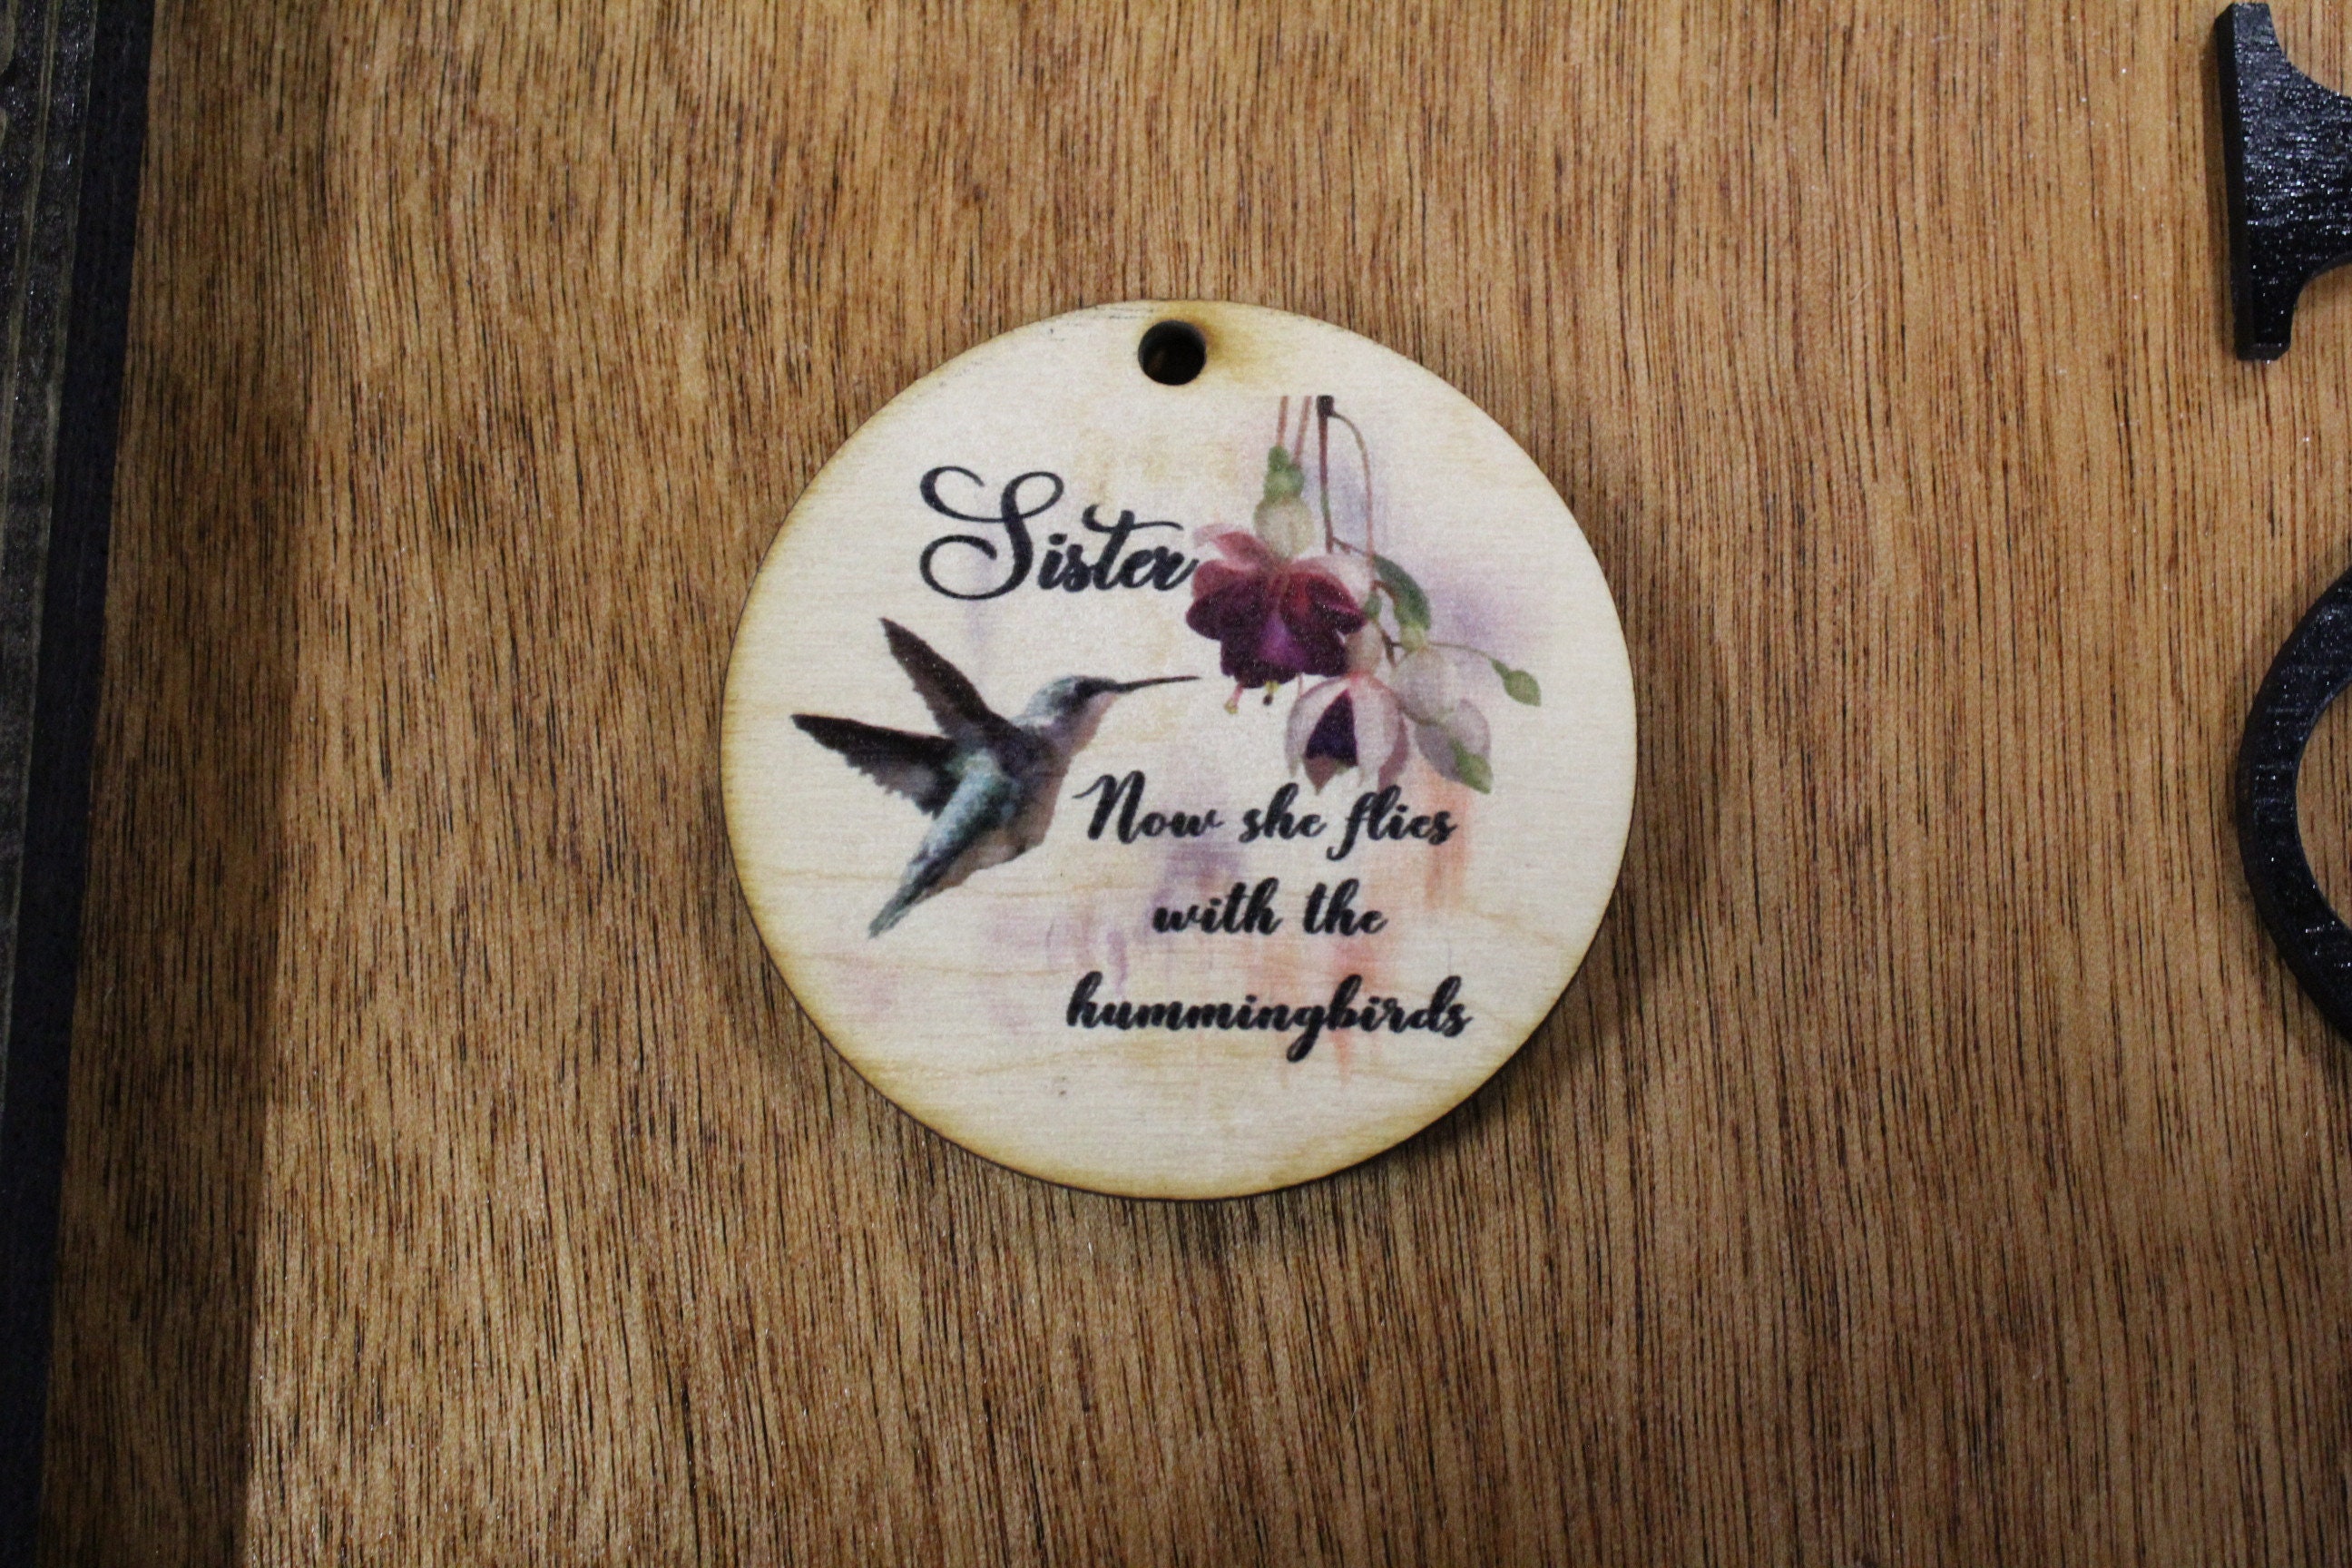 Sister
Now she flies
with the
hummingbirds